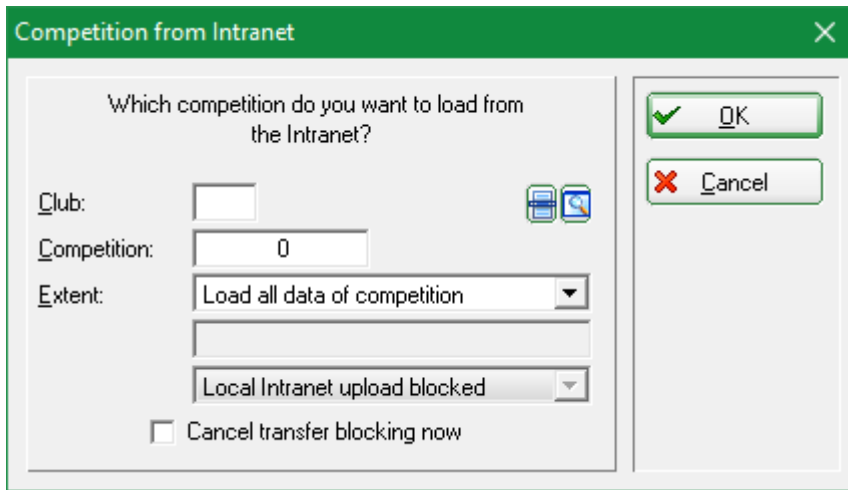 Competition from Intranet
Which competition do you want to load from
the Intranet?
Club:
Competition: 0
Extent: Load all data of competition
Local Intranet upload blocked
Cancel transfer blocking now
OK
Cancel